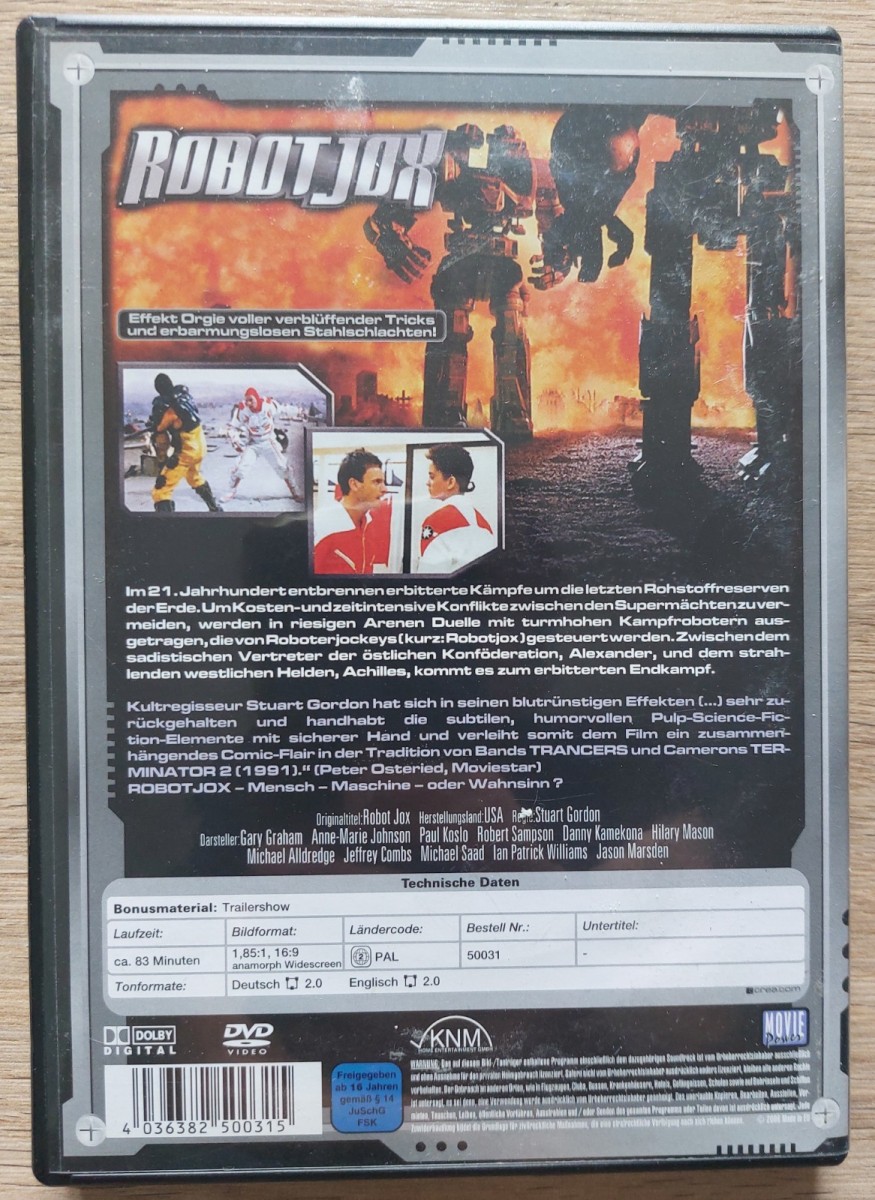 ROBOTJOX
Effekt Orgie voller verblüffender Tricks
und erbarmungslosen Stahlschlachten!
Im 21. Jahrhundert entbrennen erbitterte Kämpfe um die letzten Rohstoffreserven
der Erde. Um Kosten- und zeitintensive Konflikte zwischen den Supermächten zu ver-
meiden, werden in riesigen Arenen Duelle mit turmhohen Kampfrobotern aus-
getragen, die von Roboterjockeys (kurz: Robotjox) gesteuert werden. Zwischen dem
sadistischen Vertreter der östlichen Konföderation, Alexander, und dem strah-
lenden westlichen Helden, Achilles, kommt es zum erbitterten Endkampf.
Kultregisseur Stuart Gordon hat sich in seinen blutrünstigen Effekten (...) sehr zu-
rückgehalten und handhabt die subtilen, humorvollen Pulp-Science-Fic-
tion-Elemente mit sicherer Hand und verleiht somit dem Film ein zusammen-
hängendes Comic-Flair in der Tradition von Bands TRANCERS und Camerons TER-
MINATOR 2 (1991)." (Peter Osteried, Moviestar)
ROBOTJOX – Mensch – Maschine – oder Wahnsinn ?
Originaltitel: Robot Jox Herstellungsland: USA Regie: Stuart Gordon
Darsteller: Gary Graham Anne-Marie Johnson Paul Koslo Robert Sampson Danny Kamekona Hilary Mason
Michael Alldredge Jeffrey Combs Michael Saad Ian Patrick Williams Jason Marsden
Technische Daten
Bonusmaterial: Trailershow
Laufzeit: Bildformat: Ländercode: Bestell Nr.: Untertitel:
ca. 83 Minuten 1,85:1, 16:9 2 PAL 50031 -
anamorph Widescreen
Tonformate: Deutsch 2.0 Englisch 2.0
DOLBY
DIGITAL
DVD
VIDEO
KNM
HOME ENTERTAINMENT GMBH
MOVIE
Power
4 036382 500315
Freigegeben
ab 16 Jahren
gemäß § 14
JuSchG
FSK